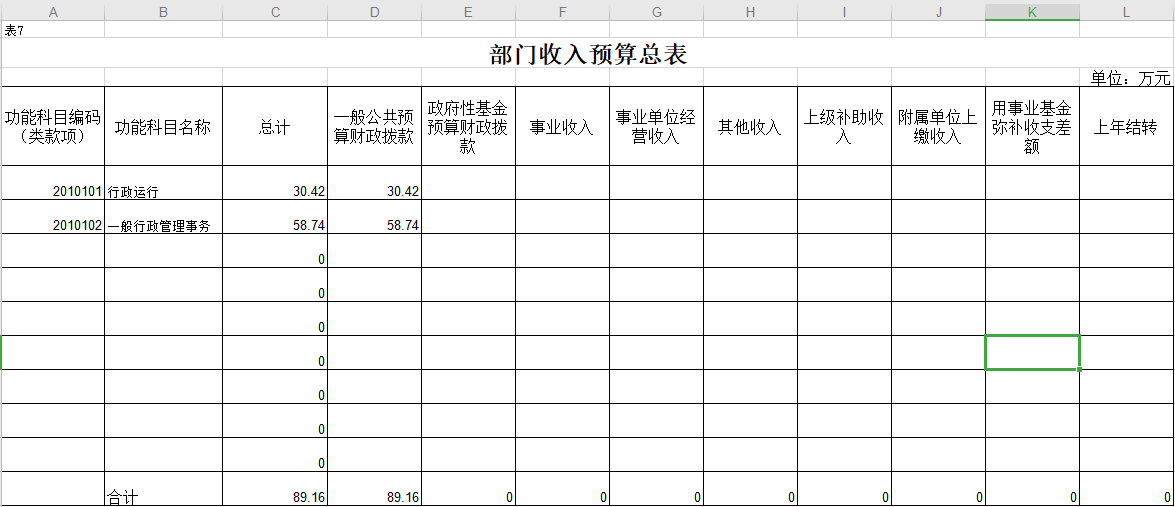 A B C D E F G H I J K L
表7
部门收入预算总表
单位：万元
功能科目编码（类款项） 功能科目名称 总计 一般公共预算财政拨款 政府性基金预算财政拨款 事业收入 事业单位经营收入 其他收入 上级补助收入 附属单位上缴收入 用事业基金弥补收支差额 上年结转
2010101 行政运行 30.42 30.42
2010102 一般行政管理事务 58.74 58.74
0
0
0
0
0
0
0
合计 89.16 89.16 0 0 0 0 0 0 0 0